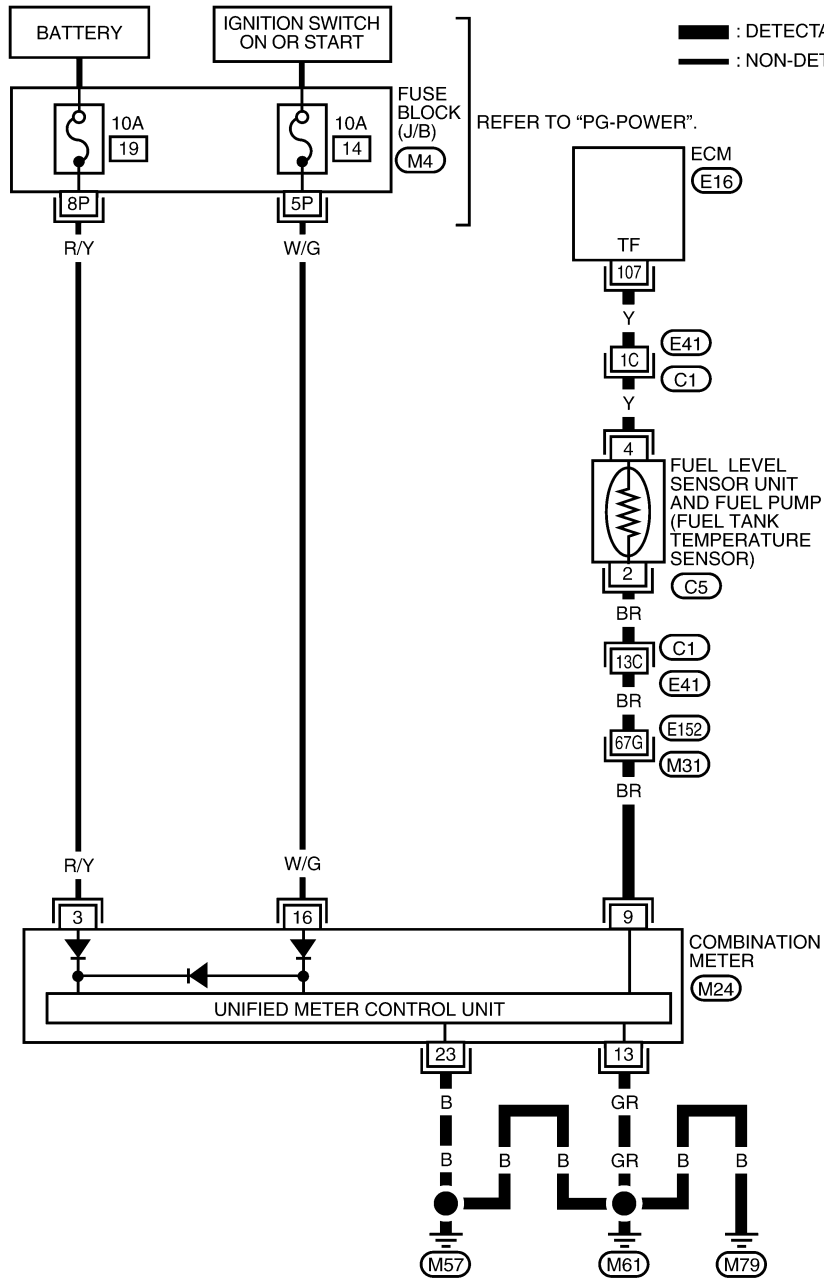 BATTERY
IGNITION SWITCH
ON OR START
: DETECTA
: NON-DET
FUSE
BLOCK
(J/B)
M4
10A
19
10A
14
REFER TO “PG-POWER”.
8P
5P
R/Y
W/G
ECM
E16
TF
107
Y
1C
E41
C1
Y
4
FUEL LEVEL
SENSOR UNIT
AND FUEL PUMP
(FUEL TANK
TEMPERATURE
SENSOR)
2
C5
BR
13C
C1
E41
BR
67G
E152
M31
BR
R/Y
W/G
3
16
9
COMBINATION
METER
M24
UNIFIED METER CONTROL UNIT
23
13
B
GR
B
B
B
GR
B
B
M57
M61
M79